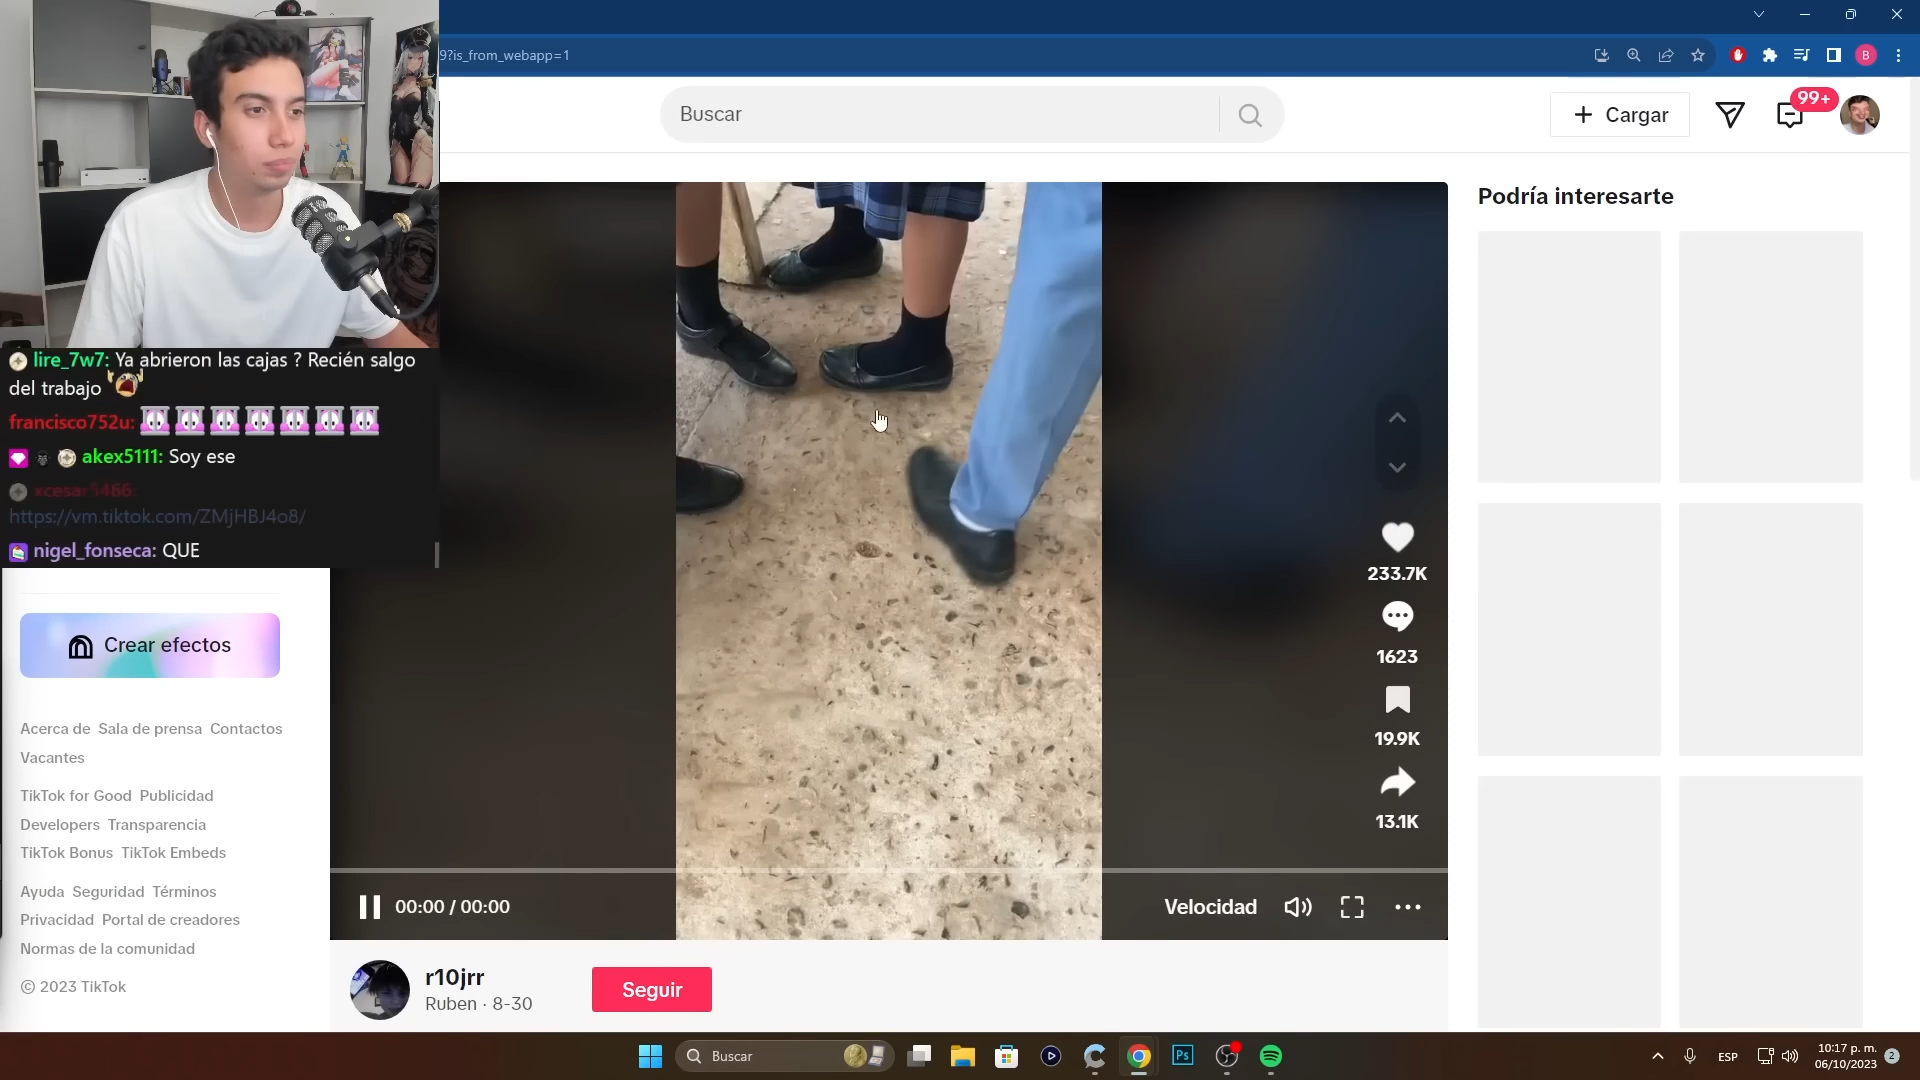 9?is_from_webapp=1
B
Buscar
Cargar
99+
lire_7w7: Ya abrieron las cajas ? Recién salgo
del trabajo
francisco752u:
akex5111: Soy ese
xcesar5466:
https://vm.tiktok.com/ZMjHBJ4o8/
nigel_fonseca: QUE
Crear efectos
Acerca de Sala de prensa Contactos
Vacantes
TikTok for Good Publicidad
Developers Transparencia
TikTok Bonus TikTok Embeds
Ayuda Seguridad Términos
Privacidad Portal de creadores
Normas de la comunidad
© 2023 TikTok
233.7K
1623
19.9K
13.1K
00:00 / 00:00
Velocidad
r10jrr
Ruben · 8-30
Seguir
Podría interesarte
Buscar
Ps
ESP
10:17 p. m.
06/10/2023
2